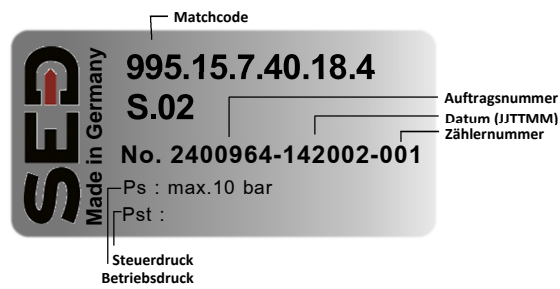 Matchcode
SED
Made in Germany
995.15.7.40.18.4
S.02
No. 2400964-142002-001
Ps : max.10 bar
Pst :
Auftragsnummer
Datum (JJTTMM)
Zählernummer
Steuerdruck
Betriebsdruck